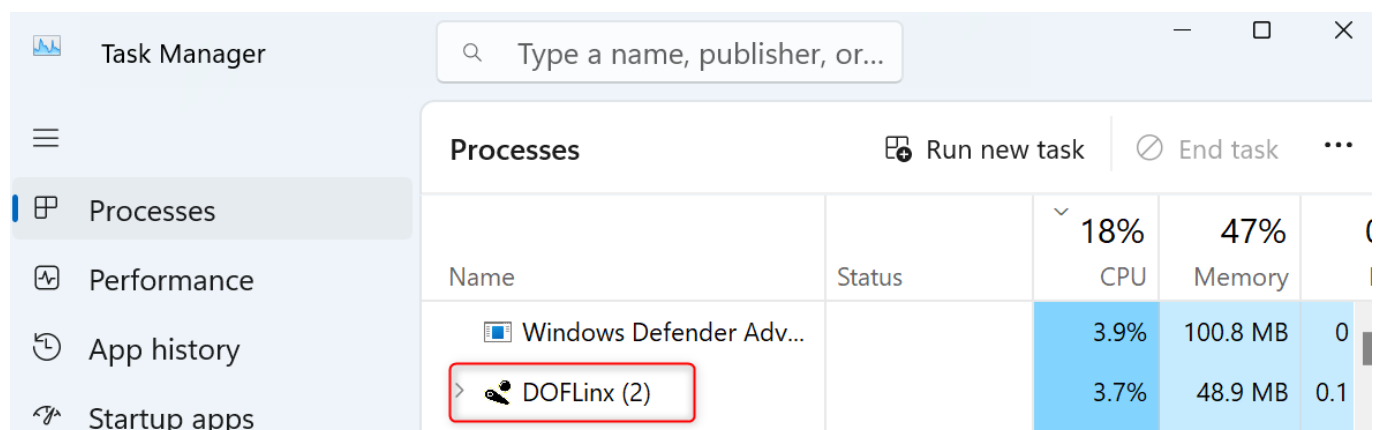 Task Manager
Type a name, publisher, or...
Processes
Run new task
End task
...
Processes
Performance
App history
Startup apps
18% 47%
Name Status CPU Memory
Windows Defender Adv... 3.9% 100.8 MB 0
DOFLinx (2) 3.7% 48.9 MB 0.1